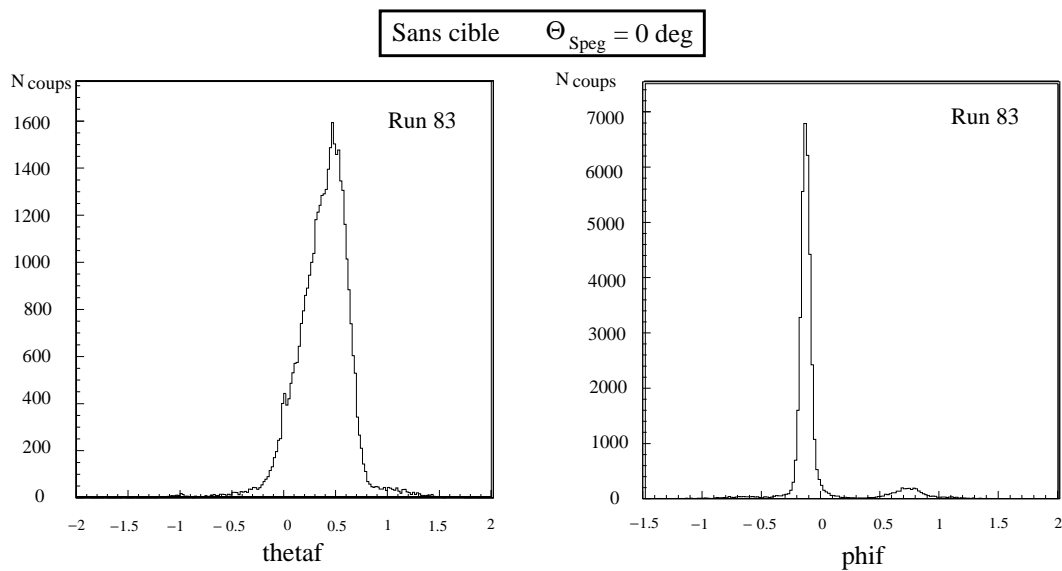 Sans cible Θ Speg = 0 deg
N coups
Run 83
1600
1400
1200
1000
800
600
400
200
0
−2 −1.5 −1 −0.5 0 0.5 1 1.5 2
thetaf
N coups
Run 83
7000
6000
5000
4000
3000
2000
1000
0
−1.5 −1 −0.5 0 0.5 1 1.5 2
phif